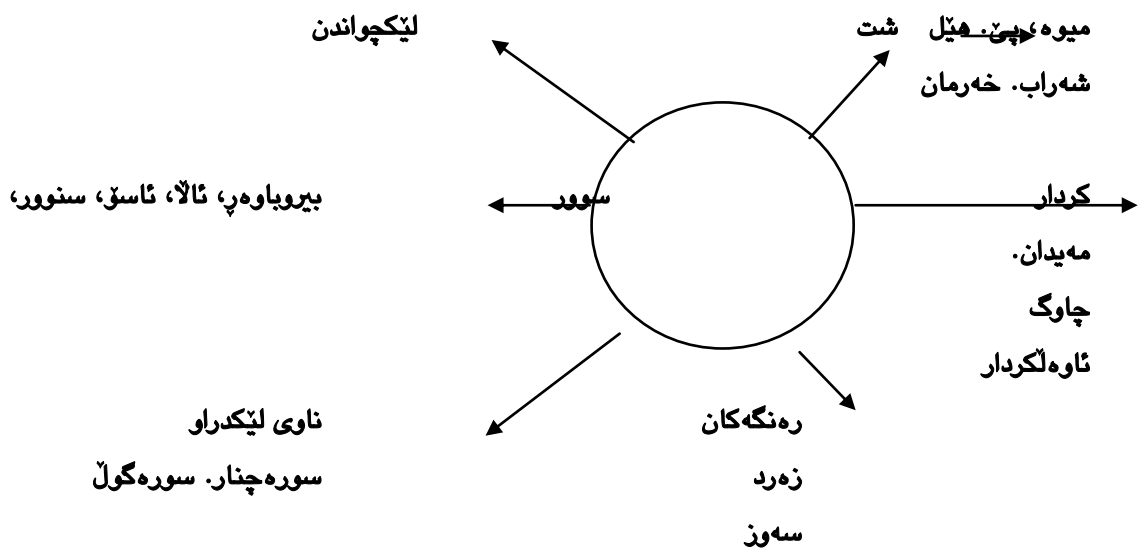 میوە، پێ. هێل شت لێکچواندن
شەراب. خەرمان
کردار سوور بیروباوەڕ، ئاڵا، ئاسۆ، سنوور،
مەیدان.
چاوگ
ئاوەڵکردار
رەنگەکان ناوی لێکدراو
زەرد سورەچنار. سورەگوڵ
سەوز